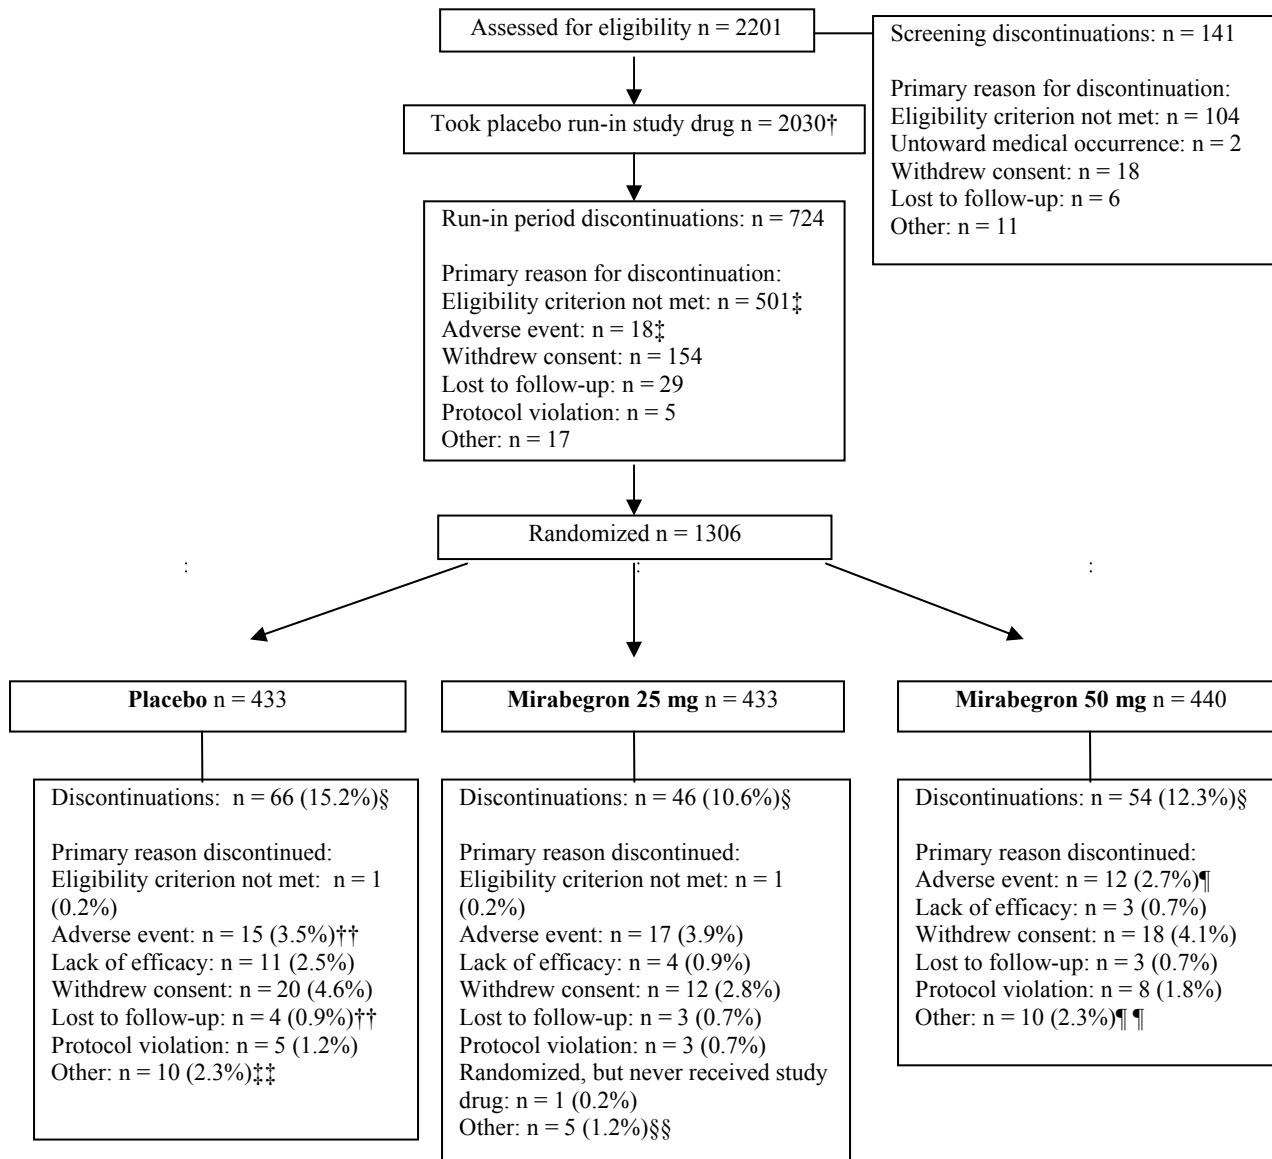 Assessed for eligibility n = 2201
Screening discontinuations: n = 141
Primary reason for discontinuation:
Eligibility criterion not met: n = 104
Untoward medical occurrence: n = 2
Withdrew consent: n = 18
Lost to follow-up: n = 6
Other: n = 11
Took placebo run-in study drug n = 2030†
Run-in period discontinuations: n = 724
Primary reason for discontinuation:
Eligibility criterion not met: n = 501‡
Adverse event: n = 18‡
Withdrew consent: n = 154
Lost to follow-up: n = 29
Protocol violation: n = 5
Other: n = 17
Randomized n = 1306
:
:
:
Placebo n = 433
Discontinuations:  n = 66 (15.2%)§
Primary reason discontinued:
Eligibility criterion not met:  n = 1
(0.2%)
Adverse event: n = 15 (3.5%)††
Lack of efficacy: n = 11 (2.5%)
Withdrew consent: n = 20 (4.6%)
Lost to follow-up: n = 4 (0.9%)††
Protocol violation: n = 5 (1.2%)
Other: n = 10 (2.3%)‡‡
Mirabegron 25 mg n = 433
Discontinuations: n = 46 (10.6%)§
Primary reason discontinued:
Eligibility criterion not met: n = 1
(0.2%)
Adverse event: n = 17 (3.9%)
Lack of efficacy: n = 4 (0.9%)
Withdrew consent: n = 12 (2.8%)
Lost to follow-up: n = 3 (0.7%)
Protocol violation: n = 3 (0.7%)
Randomized, but never received study
drug: n = 1 (0.2%)
Other: n = 5 (1.2%)§§
Mirabegron 50 mg n = 440
Discontinuations: n = 54 (12.3%)§
Primary reason discontinued:
Adverse event: n = 12 (2.7%)¶
Lack of efficacy: n = 3 (0.7%)
Withdrew consent: n = 18 (4.1%)
Lost to follow-up: n = 3 (0.7%)
Protocol violation: n = 8 (1.8%)
Other: n = 10 (2.3%)¶ ¶